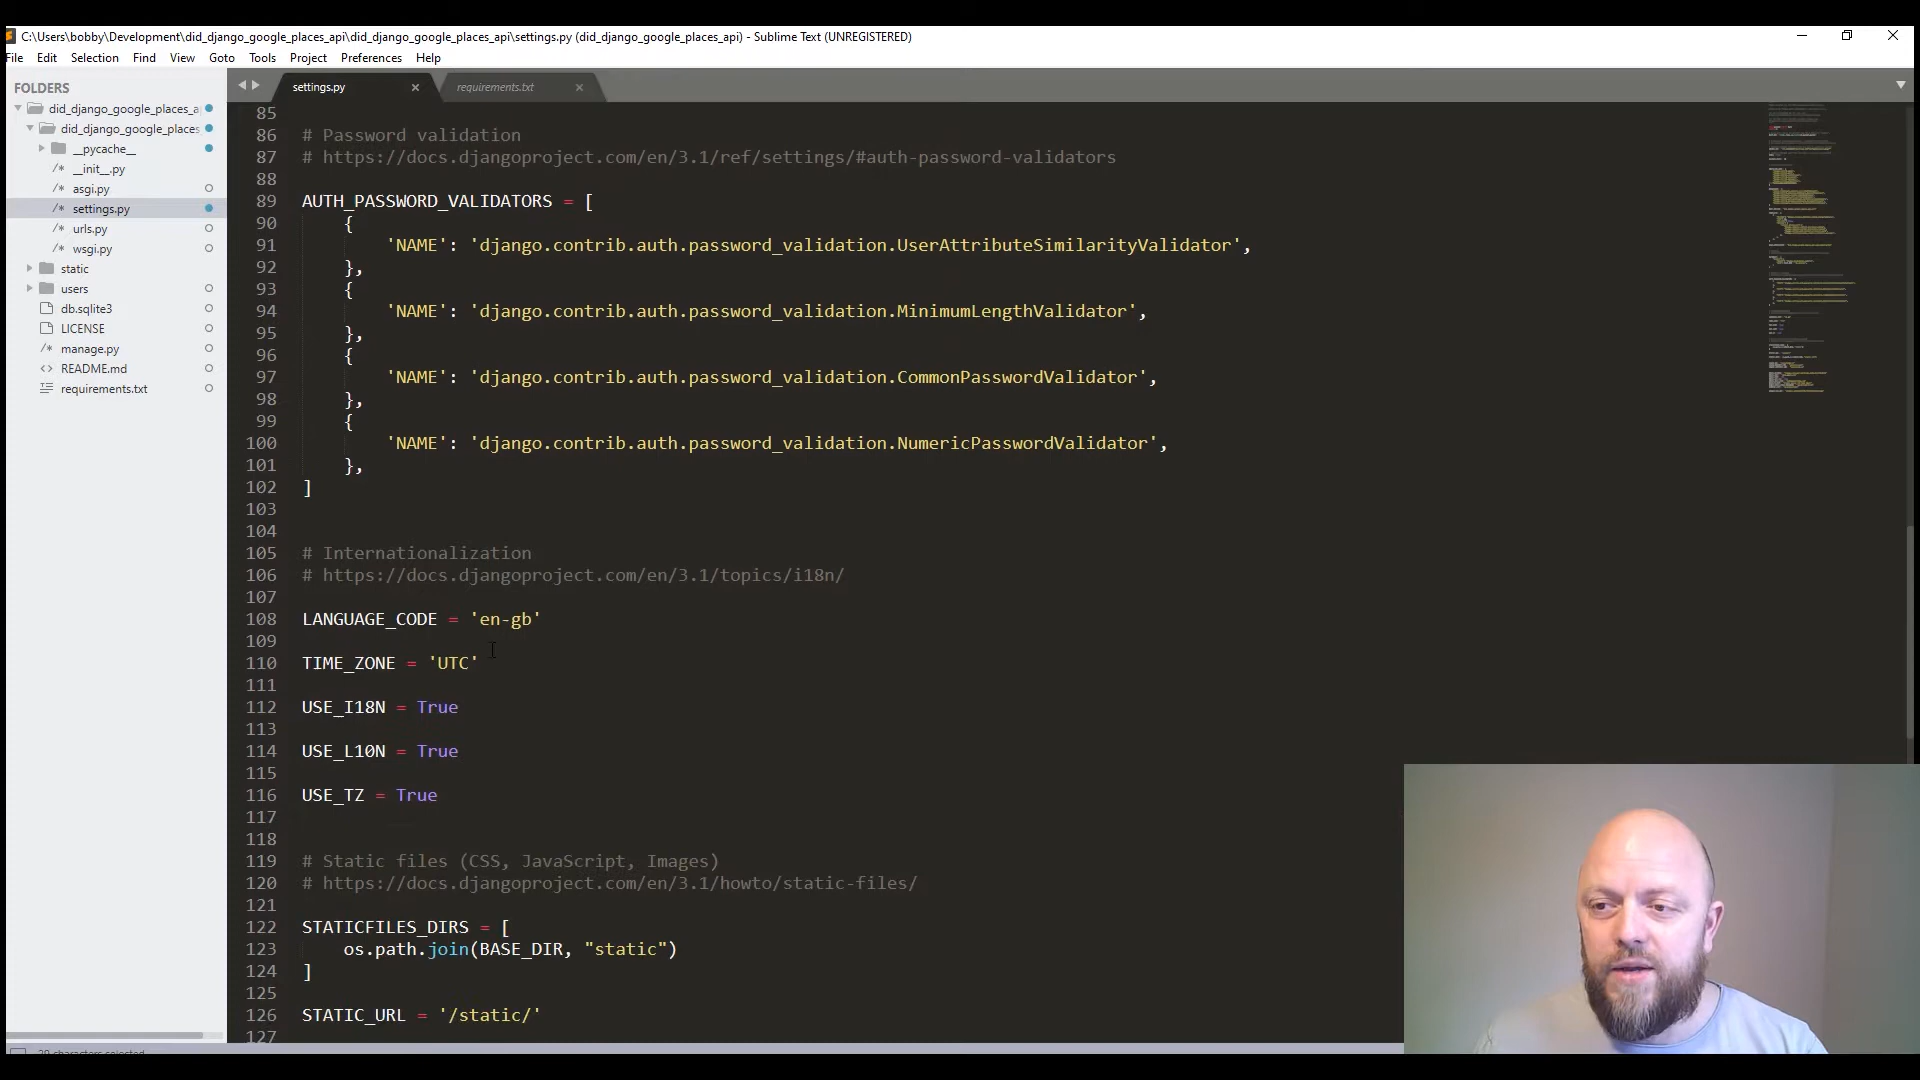 C:\Users\bobby\Development\did_django_google_places_api\did_django_google_places_api\settings.py (did_django_google_places_api) - Sublime Text (UNREGISTERED)
File Edit Selection Find View Goto Tools Project Preferences Help
FOLDERS
did_django_google_places_a
did_django_google_places
__pycache__
__init__.py
asgi.py
settings.py
urls.py
wsgi.py
static
users
db.sqlite3
LICENSE
manage.py
README.md
requirements.txt
settings.py requirements.txt
85
86 # Password validation
87 # https://docs.djangoproject.com/en/3.1/ref/settings/#auth-password-validators
88
89 AUTH_PASSWORD_VALIDATORS = [
90 {
91 'NAME': 'django.contrib.auth.password_validation.UserAttributeSimilarityValidator',
92 },
93 {
94 'NAME': 'django.contrib.auth.password_validation.MinimumLengthValidator',
95 },
96 {
97 'NAME': 'django.contrib.auth.password_validation.CommonPasswordValidator',
98 },
99 {
100 'NAME': 'django.contrib.auth.password_validation.NumericPasswordValidator',
101 },
102 ]
103
104
105 # Internationalization
106 # https://docs.djangoproject.com/en/3.1/topics/i18n/
107
108 LANGUAGE_CODE = 'en-gb'
109
110 TIME_ZONE = 'UTC'
111
112 USE_I18N = True
113
114 USE_L10N = True
115
116 USE_TZ = True
117
118
119 # Static files (CSS, JavaScript, Images)
120 # https://docs.djangoproject.com/en/3.1/howto/static-files/
121
122 STATICFILES_DIRS = [
123 os.path.join(BASE_DIR, "static")
124 ]
125
126 STATIC_URL = '/static/'
127
characters selected